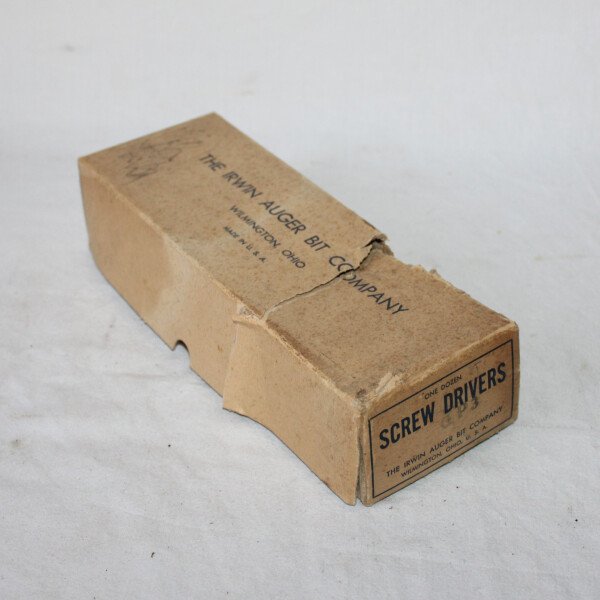 THE IRWIN AUGER BIT COMPANY
WILMINGTON, OHIO
MADE IN U. S. A.
ONE DOZEN
SCREW DRIVERS
THE IRWIN AUGER BIT COMPANY
WILMINGTON, OHIO, U. S. A.